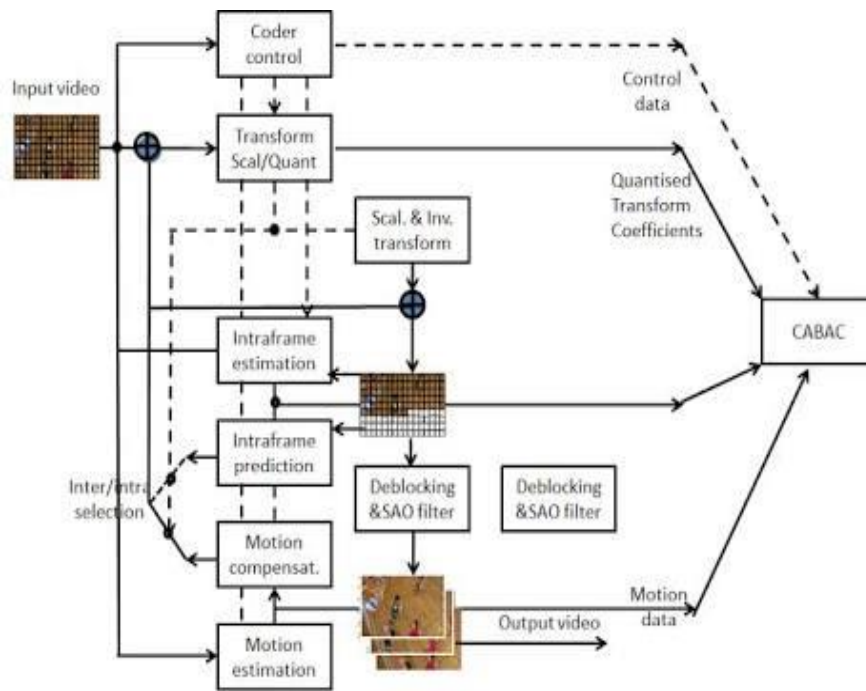 Coder
control
Input video
Control
data
Transform
Scal/Quant
Quantised
Transform
Coefficients
Scal. & Inv.
transform
CABAC
Intraframe
estimation
Intraframe
prediction
Inter/intra
selection
Deblocking
&SAO filter
Deblocking
&SAO filter
Motion
compensat.
Motion
data
Output video
Motion
estimation